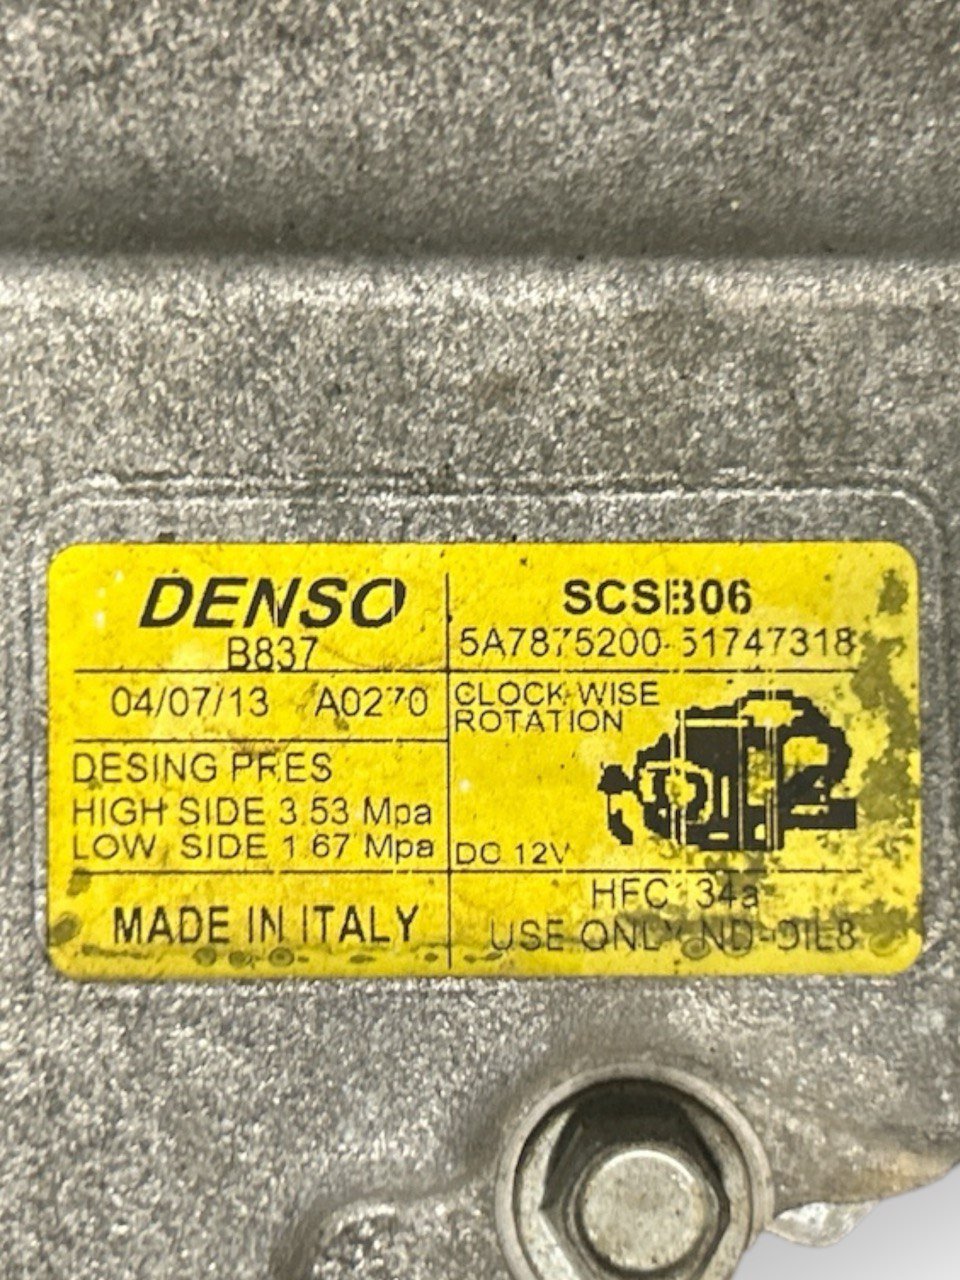 DENSO
B837
04/07/13 A0270
DESING PRES
HIGH SIDE 3.53 Mpa
LOW SIDE 1.67 Mpa
MADE IN ITALY
SCSB06
5A7875200-51747318
CLOCK WISE
ROTATION
DC 12V
HFC 134a
USE ONLY ND-OIL8